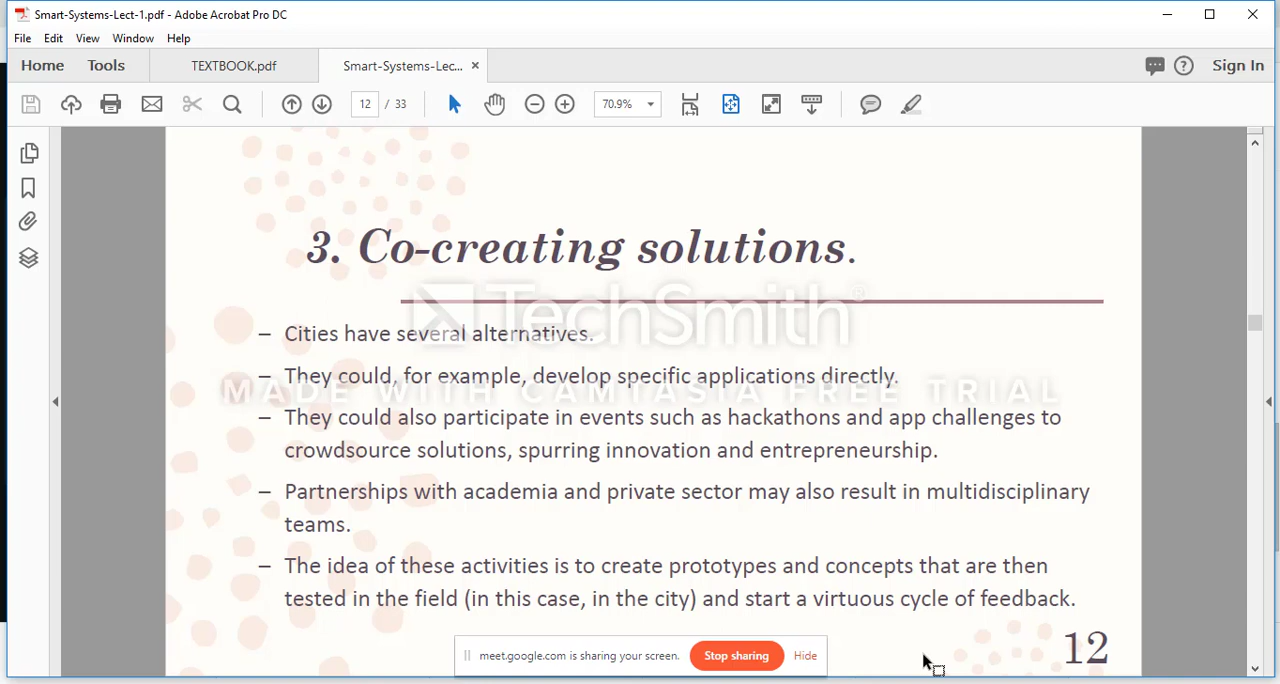 Smart-Systems-Lect-1.pdf - Adobe Acrobat Pro DC
File Edit View Window Help
Home Tools TEXTBOOK.pdf Smart-Systems-Lec... × Sign In
12 / 33 70.9%
3. Co-creating solutions.
TechSmith®
– Cities have several alternatives.
– They could, for example, develop specific applications directly.
MADE WITH CAMTASIA FREE TRIAL
– They could also participate in events such as hackathons and app challenges to
crowdsource solutions, spurring innovation and entrepreneurship.
– Partnerships with academia and private sector may also result in multidisciplinary
teams.
– The idea of these activities is to create prototypes and concepts that are then
tested in the field (in this case, in the city) and start a virtuous cycle of feedback.
12
meet.google.com is sharing your screen. Stop sharing Hide